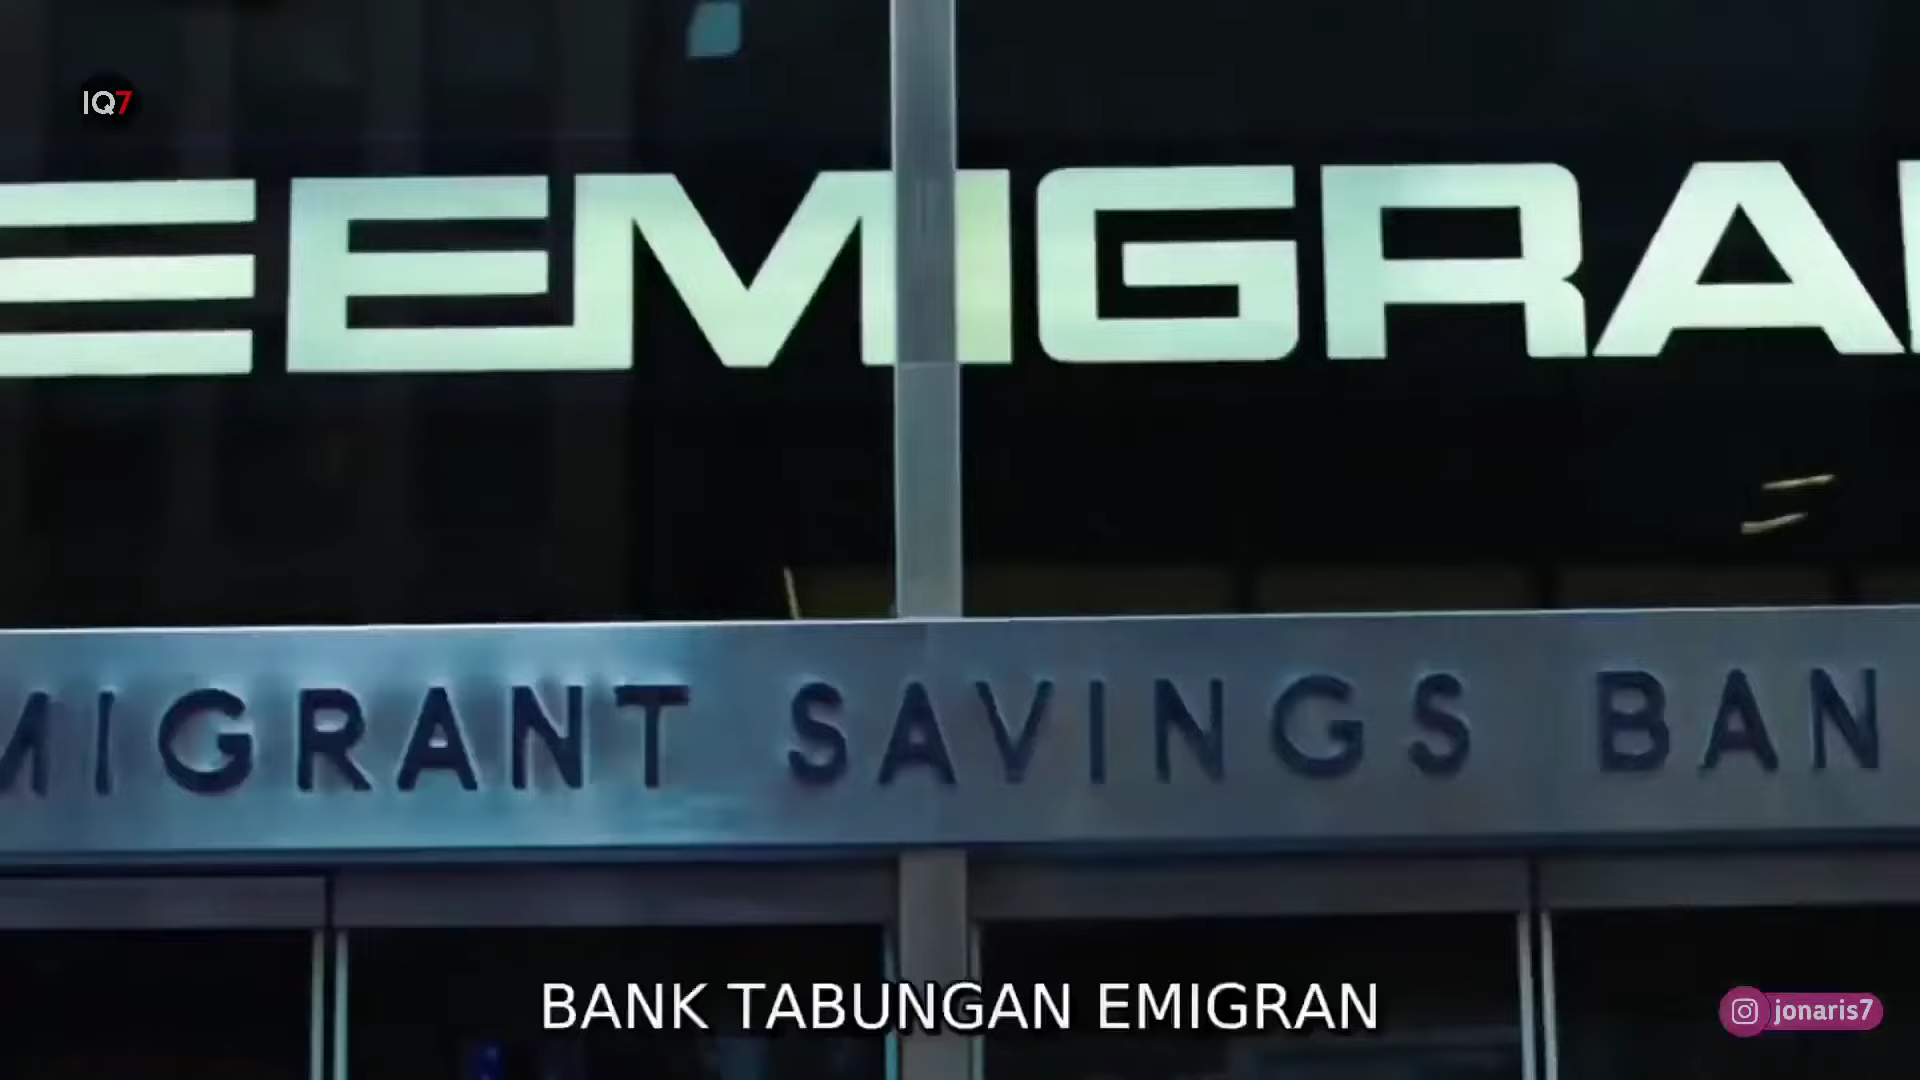 IQ7
EMIGRA
MIGRANT SAVINGS BAN
BANK TABUNGAN EMIGRAN
jonaris7